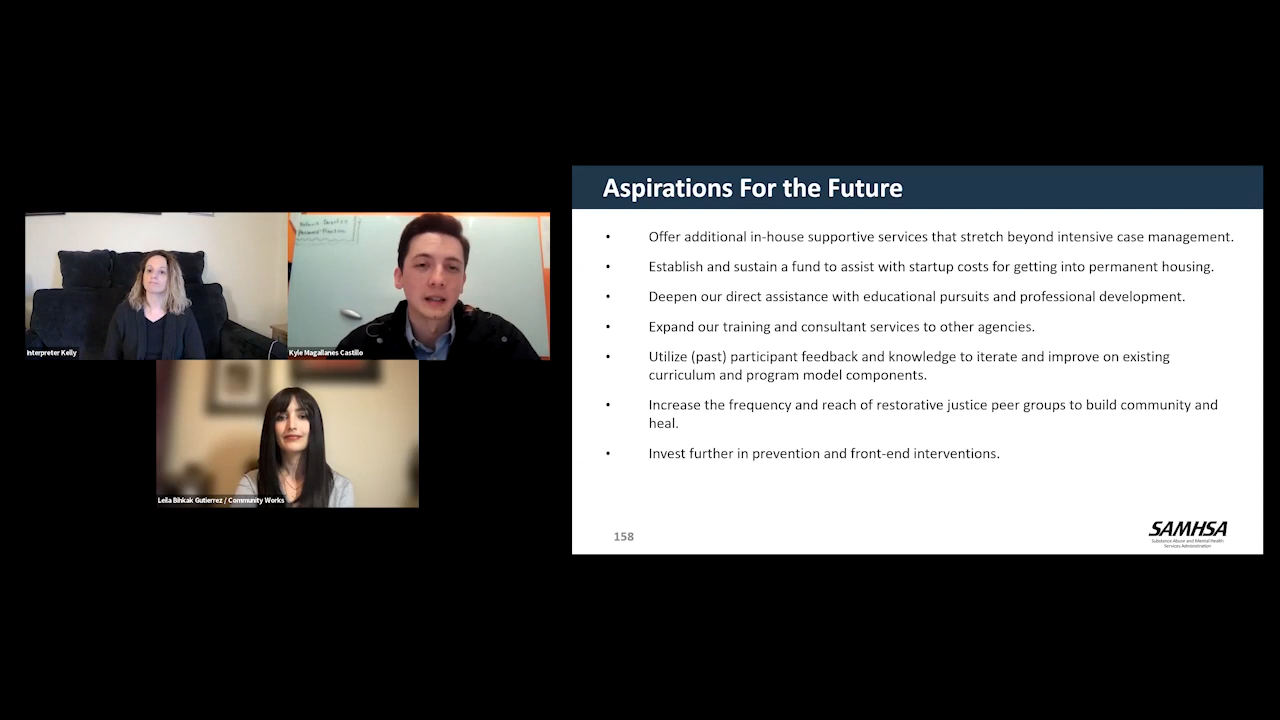 Aspirations For the Future
• Offer additional in-house supportive services that stretch beyond intensive case management.
• Establish and sustain a fund to assist with startup costs for getting into permanent housing.
• Deepen our direct assistance with educational pursuits and professional development.
• Expand our training and consultant services to other agencies.
• Utilize (past) participant feedback and knowledge to iterate and improve on existing
curriculum and program model components.
• Increase the frequency and reach of restorative justice peer groups to build community and
heal.
• Invest further in prevention and front-end interventions.
158
SAMHSA
Substance Abuse and Mental Health
Services Administration
Interpreter Kelly
Kyle Magallanes Castillo
Leila Bihkak Gutierrez / Community Works